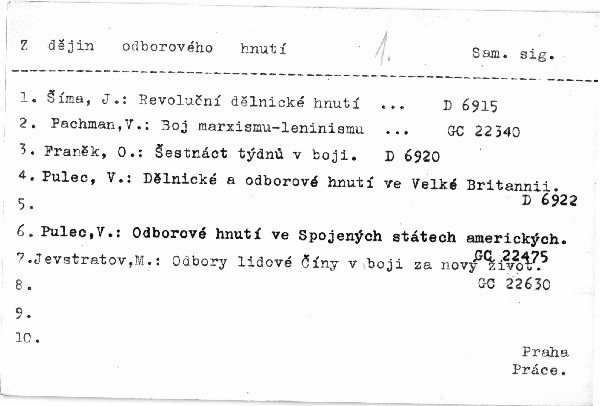 Z dějin odborového hnutí 1. Sam. sig.
1. Šíma, J.: Revoluční dělnické hnutí ... D 6915
2. Pachman,V.: Boj marxismu-leninismu ... GC 22340
3. Franěk, O.: Šestnáct týdnů v boji. D 6920
4. Pulec, V.: Dělnické a odborové hnutí ve Velké Britannii.
D 6922
5.
6. Pulec,V.: Odborové hnutí ve Spojených státech amerických.
GC 22475
7.Jevstratov,M.: Odbory lidové Číny v boji za nový život.
8. GC 22630
9.
10.
Praha
Práce.